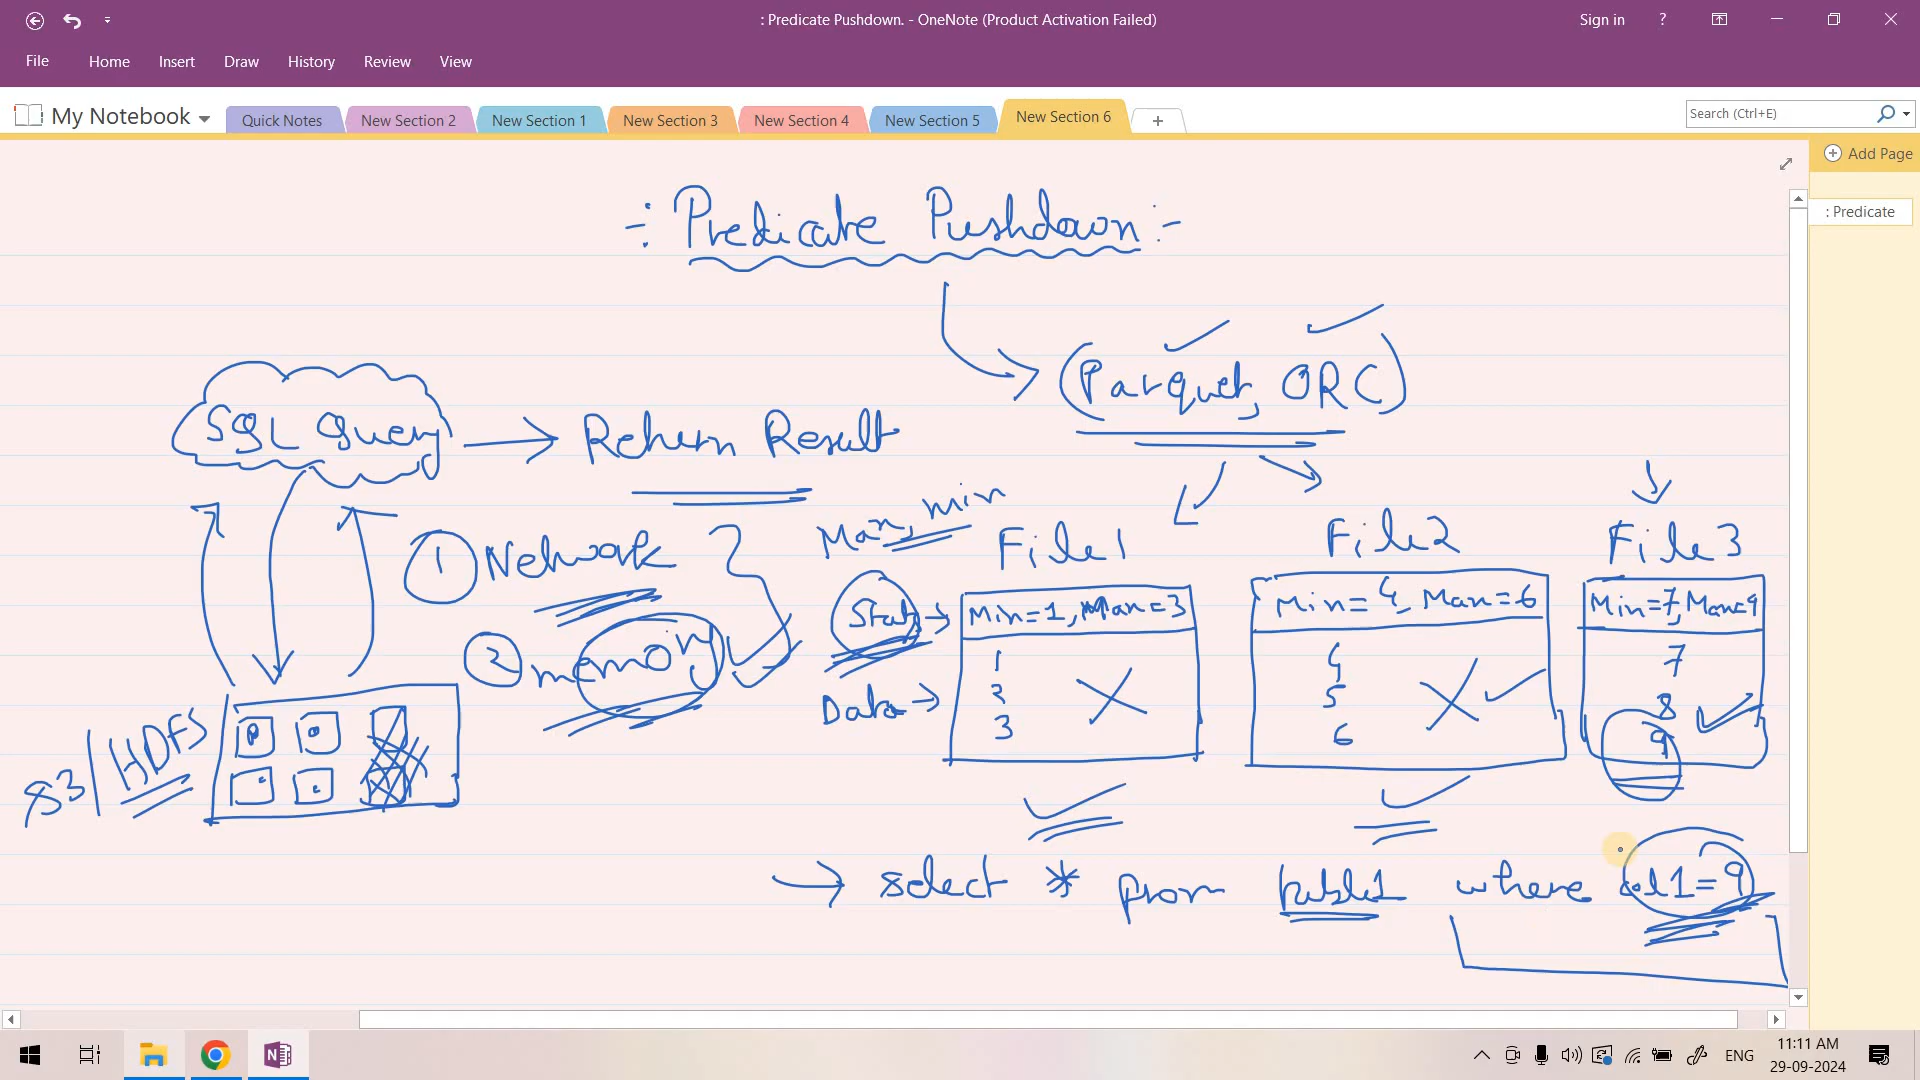 : Predicate Pushdown. - OneNote (Product Activation Failed)
Sign in
?
File Home Insert Draw History Review View
My Notebook
Quick Notes New Section 2 New Section 1 New Section 3 New Section 4 New Section 5 New Section 6
Search (Ctrl+E)
Add Page
: Predicate
:- Predicate Pushdown :-
(Parquet, ORC)
SQL Query → Return Result
① Network
② memory
S3/HDFS
Max, min
File1 File2 File3
Stats → Min=1, Max=3
Min=4, Max=6
Min=7, Max=9
Data →
1
2
3
4
5
6
7
8
9
→ select * from table1 where col1=9
ENG
11:11 AM
29-09-2024